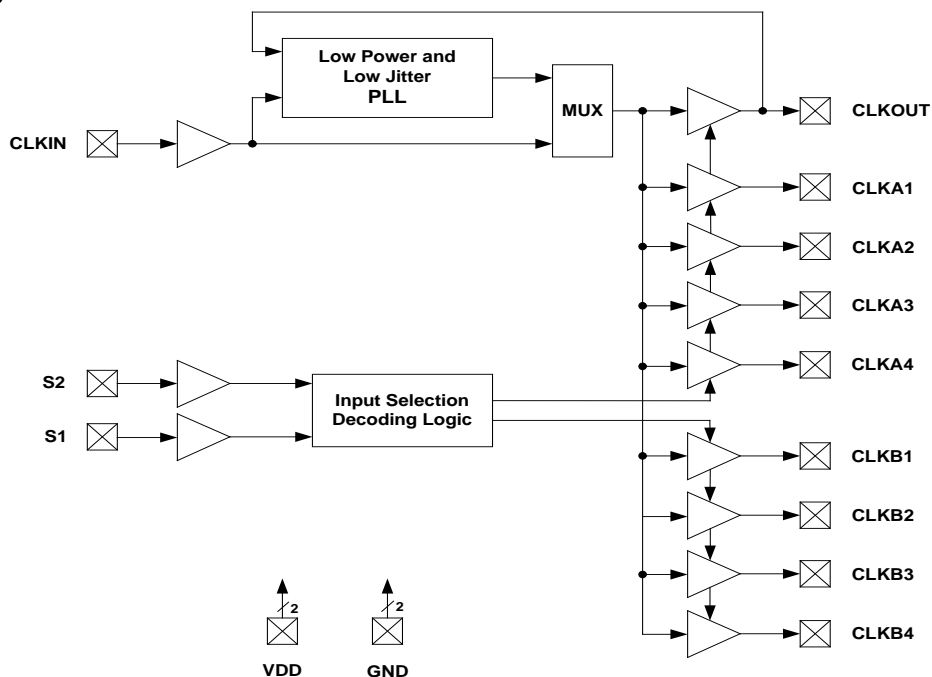 Low Power and
Low Jitter
PLL
MUX
CLKIN
CLKOUT
CLKA1
CLKA2
CLKA3
CLKA4
S2
S1
Input Selection
Decoding Logic
CLKB1
CLKB2
CLKB3
CLKB4
2
2
VDD
GND